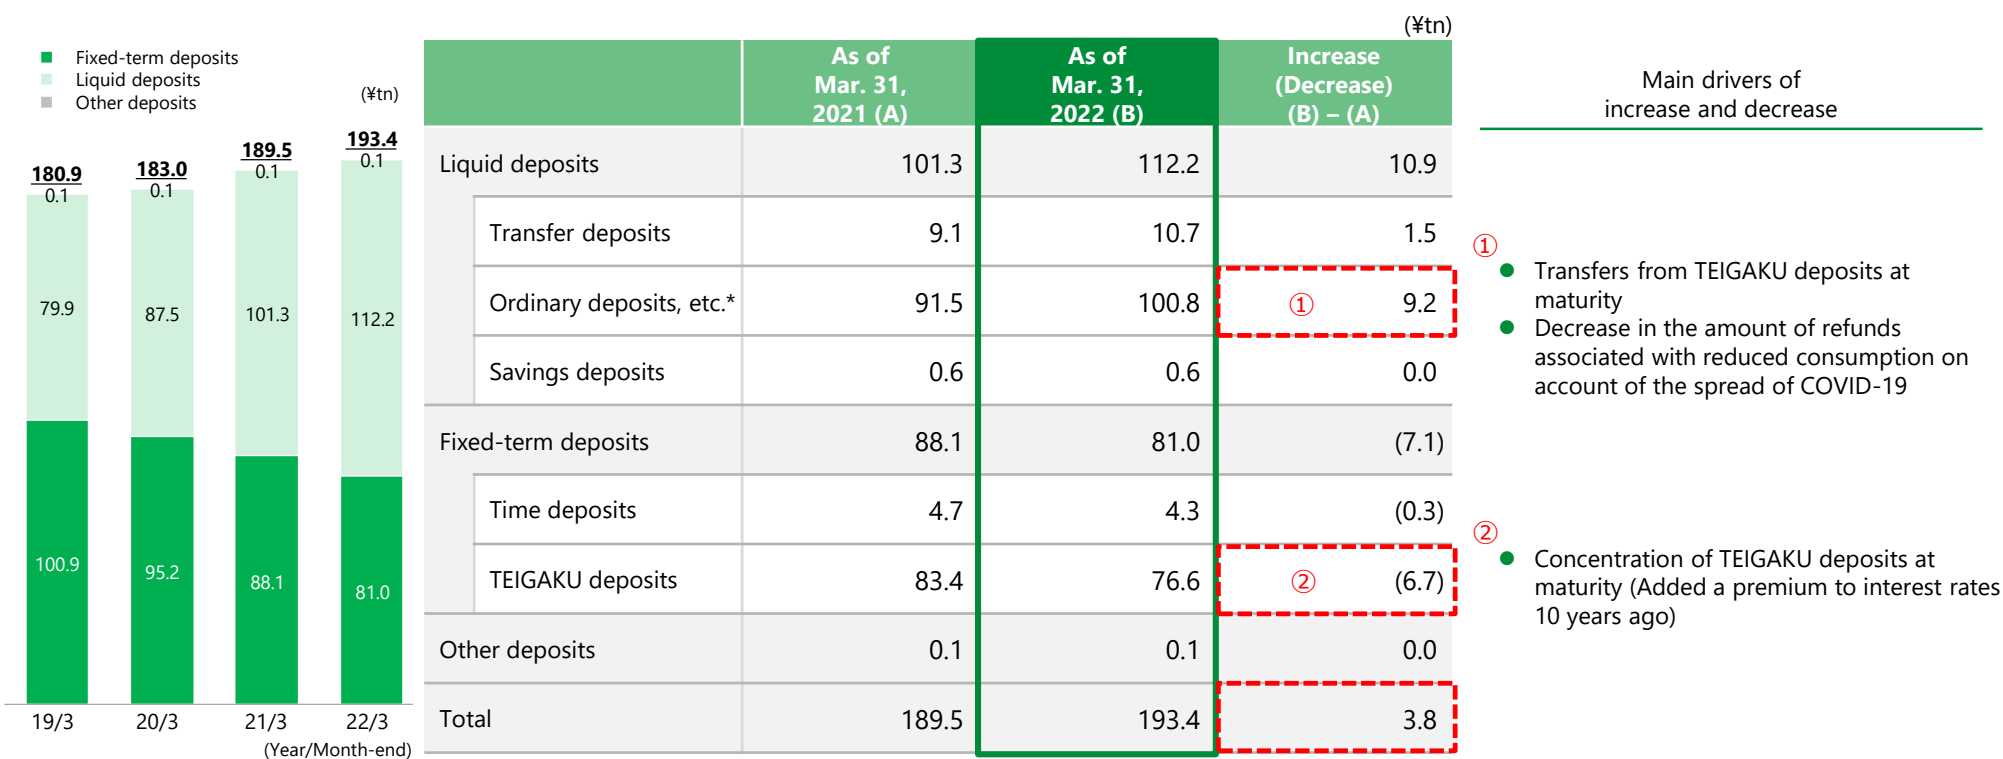 Fixed-term deposits
Liquid deposits
Other deposits
(¥tn)
180.9
0.1
183.0
0.1
189.5
0.1
193.4
0.1
79.9
87.5
101.3
112.2
100.9
95.2
88.1
81.0
19/3 20/3 21/3 22/3
(Year/Month-end)
(¥tn)
As of
Mar. 31,
2021 (A)
As of
Mar. 31,
2022 (B)
Increase
(Decrease)
(B) – (A)
Liquid deposits 101.3 112.2 10.9
Transfer deposits 9.1 10.7 1.5
Ordinary deposits, etc.* 91.5 100.8 ① 9.2
Savings deposits 0.6 0.6 0.0
Fixed-term deposits 88.1 81.0 (7.1)
Time deposits 4.7 4.3 (0.3)
TEIGAKU deposits 83.4 76.6 ② (6.7)
Other deposits 0.1 0.1 0.0
Total 189.5 193.4 3.8
Main drivers of
increase and decrease
①
● Transfers from TEIGAKU deposits at
maturity
● Decrease in the amount of refunds
associated with reduced consumption on
account of the spread of COVID-19
②
● Concentration of TEIGAKU deposits at
maturity (Added a premium to interest rates
10 years ago)